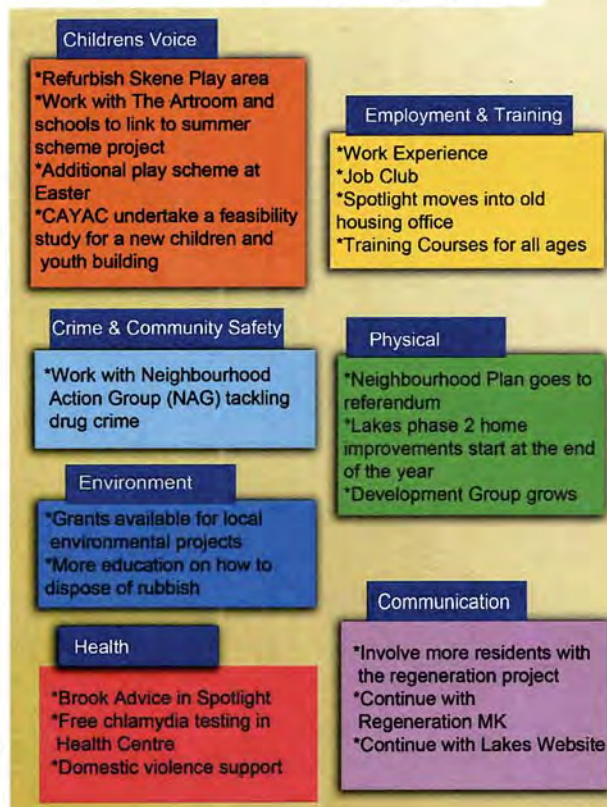 Childrens Voice
*Refurbish Skene Play area
*Work with The Artroom and
schools to link to summer
scheme project
*Additional play scheme at
Easter
*CAYAC undertake a feasibility
study for a new children and
youth building
Employment & Training
*Work Experience
*Job Club
*Spotlight moves into old
housing office
*Training Courses for all ages
Crime & Community Safety
*Work with Neighbourhood
Action Group (NAG) tackling
drug crime
Physical
*Neighbourhood Plan goes to
referendum
*Lakes phase 2 home
improvements start at the end
of the year
*Development Group grows
Environment
*Grants available for local
environmental projects
*More education on how to
dispose of rubbish
Communication
*Involve more residents with
the regeneration project
*Continue with
Regeneration MK
*Continue with Lakes Website
Health
*Brook Advice in Spotlight
*Free chlamydia testing in
Health Centre
*Domestic violence support